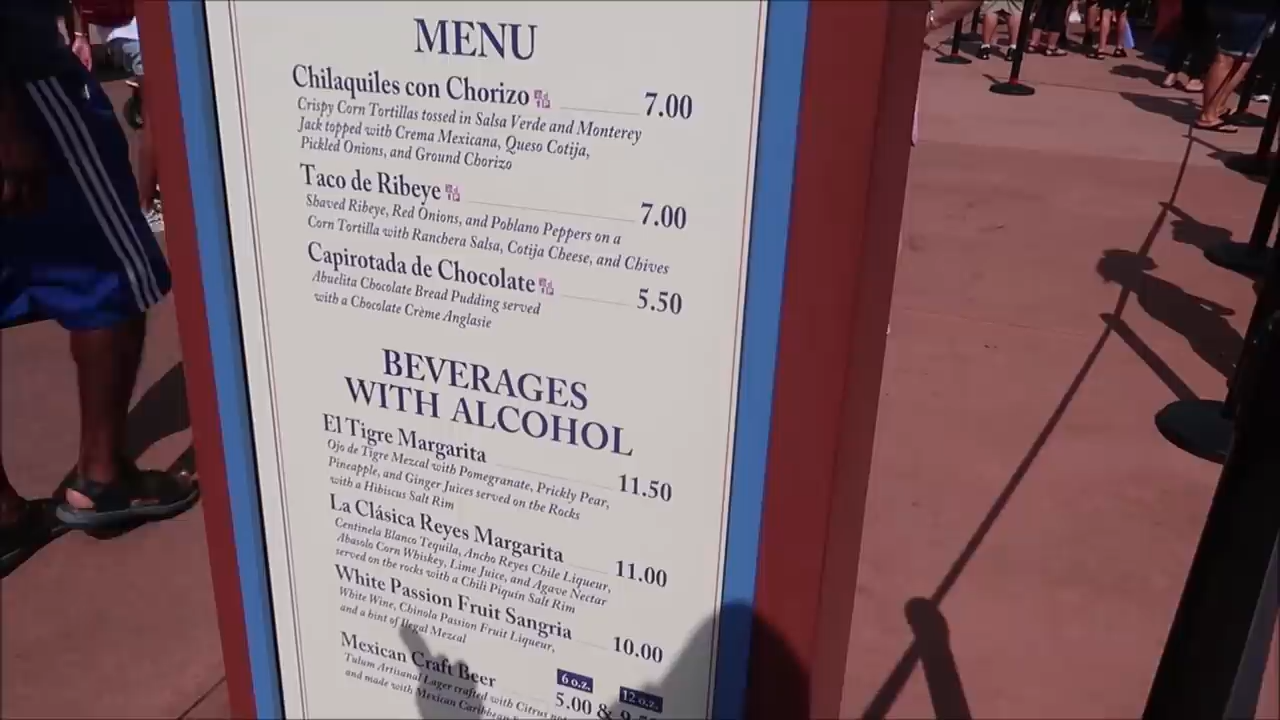 MENU
Chilaquiles con Chorizo 7.00
Crispy Corn Tortillas tossed in Salsa Verde and Monterey
Jack topped with Crema Mexicana, Queso Cotija,
Pickled Onions, and Ground Chorizo
Taco de Ribeye 7.00
Shaved Ribeye, Red Onions, and Poblano Peppers on a
Corn Tortilla with Ranchera Salsa, Cotija Cheese, and Chives
Capirotada de Chocolate 5.50
Abuelita Chocolate Bread Pudding served
with a Chocolate Crème Anglasie
BEVERAGES
WITH ALCOHOL
El Tigre Margarita 11.50
Ojo de Tigre Mezcal with Pomegranate, Prickly Pear,
Pineapple, and Ginger Juices served on the Rocks
with a Hibiscus Salt Rim
La Clásica Reyes Margarita 11.00
Centinela Blanco Tequila, Ancho Reyes Chile Liqueur,
Abasolo Corn Whiskey, Lime Juice, and Agave Nectar
served on the rocks with a Chili Piquín Salt Rim
White Passion Fruit Sangria 10.00
White Wine, Chinola Passion Fruit Liqueur,
and a hint of Ilegal Mezcal
6 o.z. 12 o.z.
Mexican Craft Beer 5.00 &
Tulum Artisanal Lager crafted with Citrus
and made with Mexican